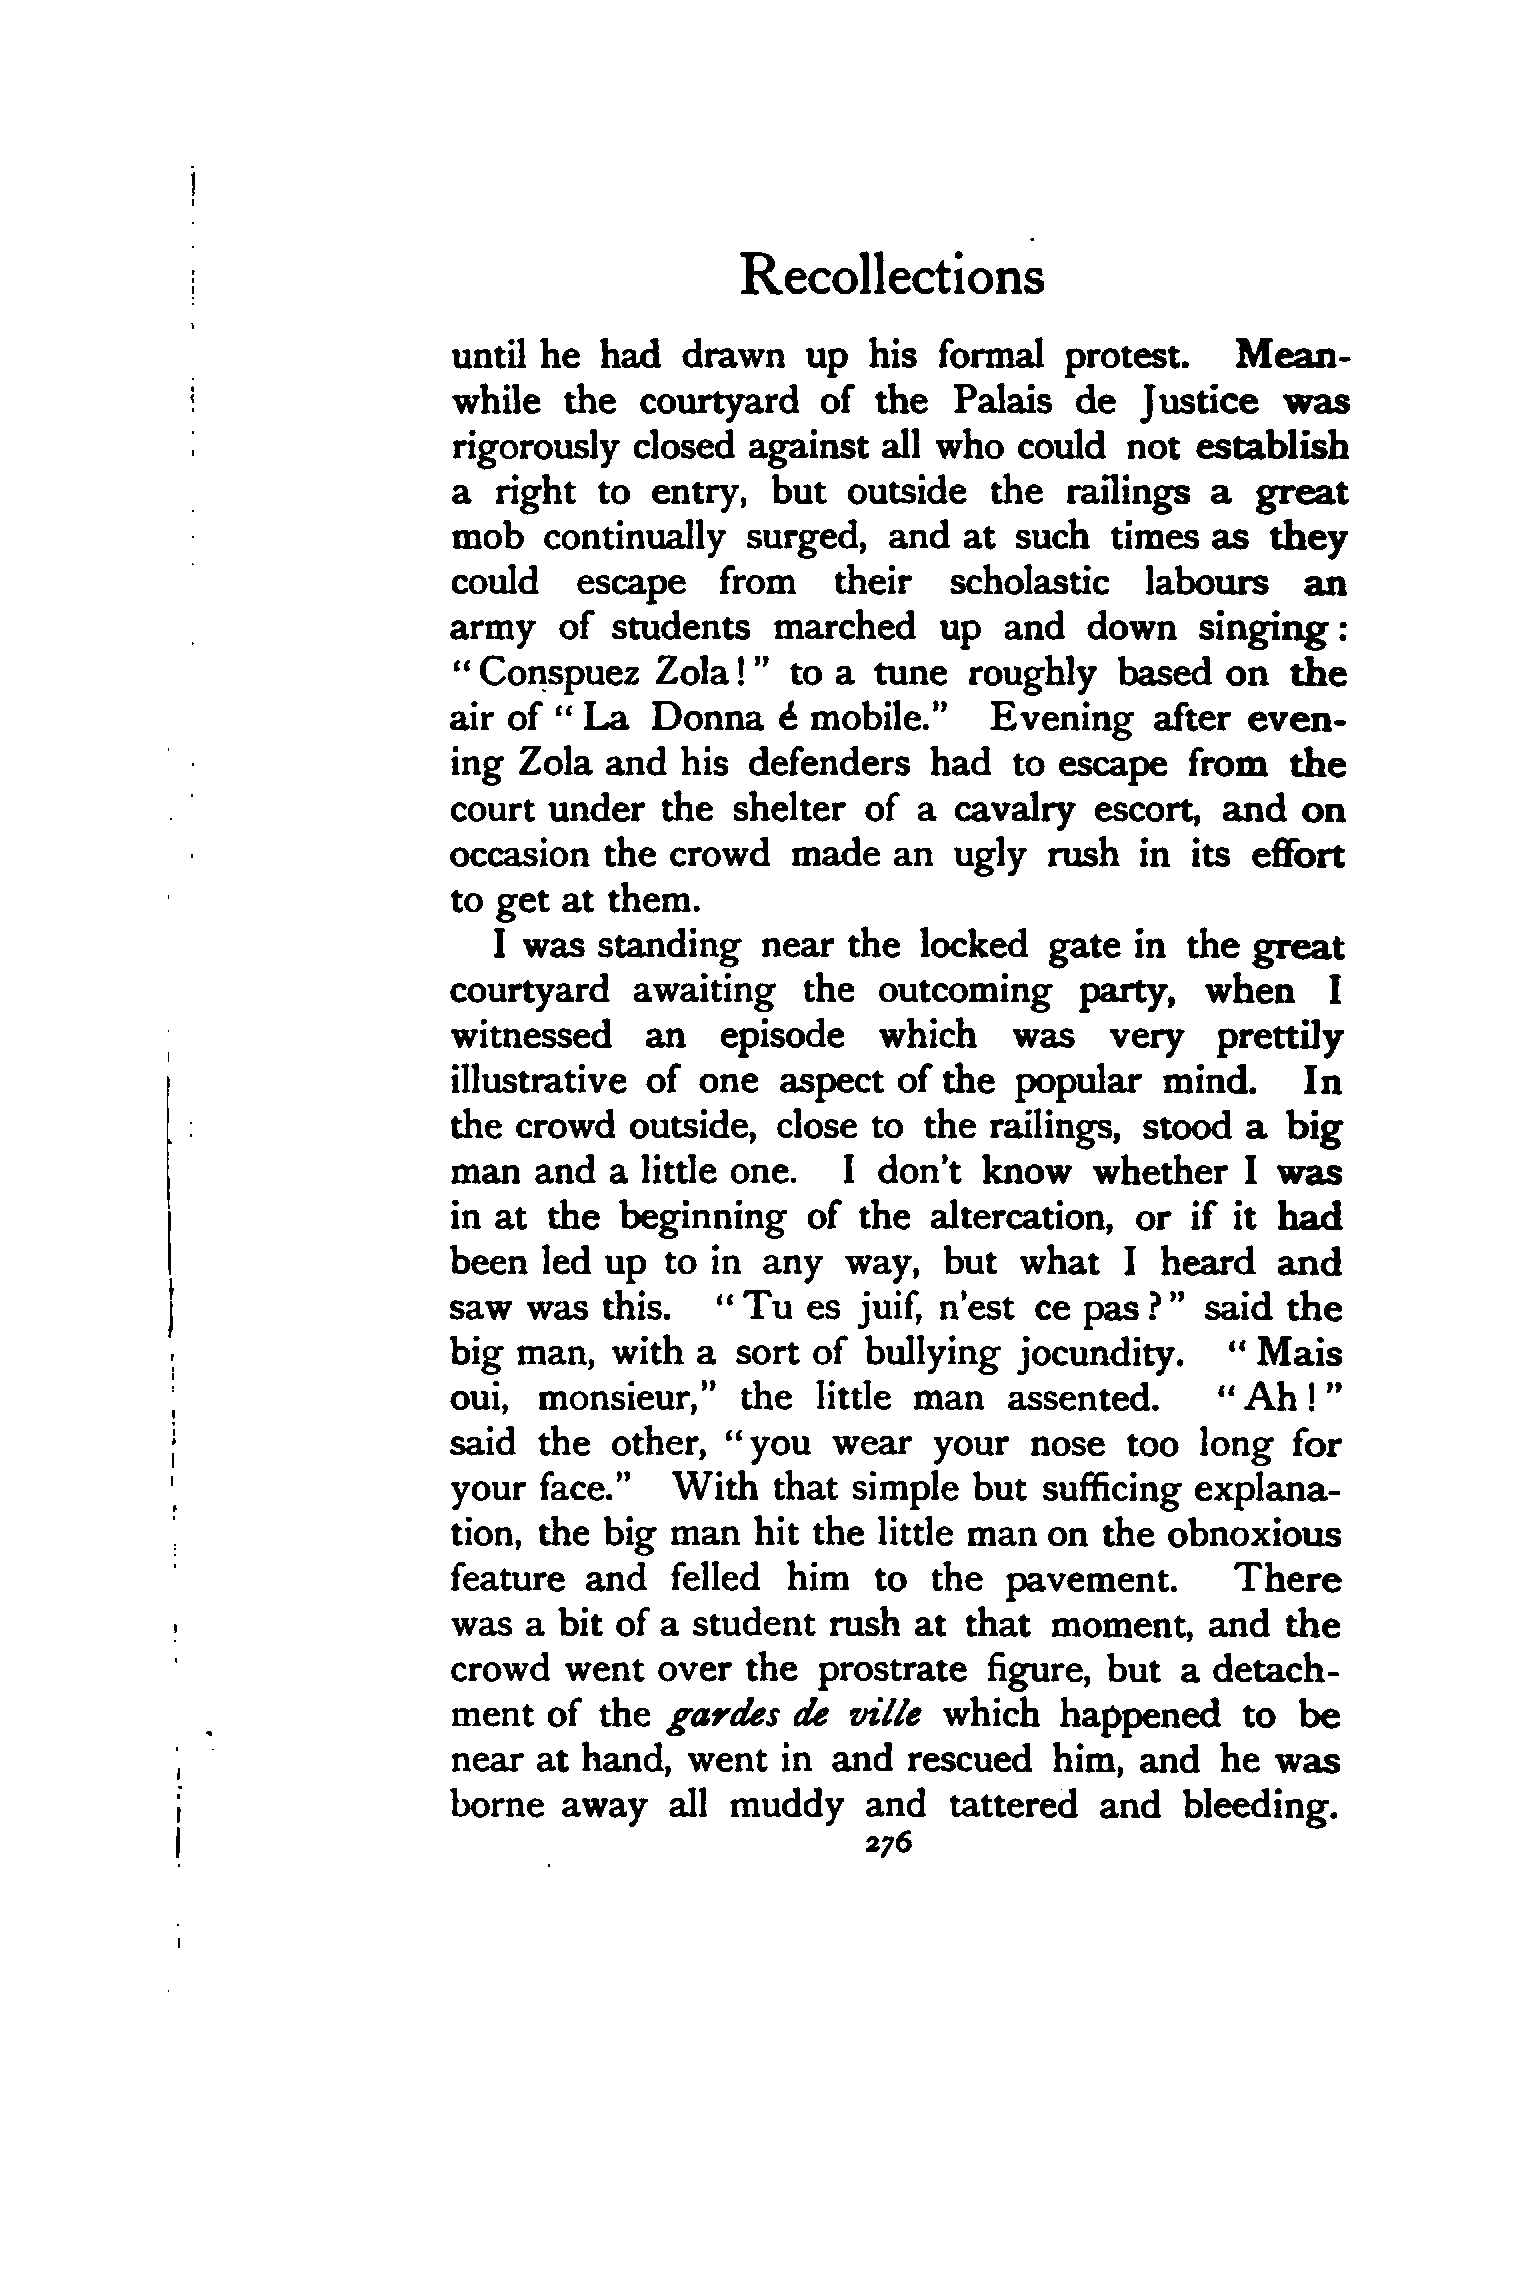 Recollections
until he had drawn up his formal protest. Mean-
while the courtyard of the Palais de Justice was
rigorously closed against all who could not establish
a right to entry, but outside the railings a great
mob continually surged, and at such times as they
could escape from their scholastic labours an
army of students marched up and down singing:
"Conspuez Zola!" to a tune roughly based on the
air of "La Donna é mobile." Evening after even-
ing Zola and his defenders had to escape from the
court under the shelter of a cavalry escort, and on
occasion the crowd made an ugly rush in its effort
to get at them.
I was standing near the locked gate in the great
courtyard awaiting the outcoming party, when I
witnessed an episode which was very prettily
illustrative of one aspect of the popular mind. In
the crowd outside, close to the railings, stood a big
man and a little one. I don't know whether I was
in at the beginning of the altercation, or if it had
been led up to in any way, but what I heard and
saw was this. "Tu es juif, n'est ce pas?" said the
big man, with a sort of bullying jocundity. "Mais
oui, monsieur," the little man assented. "Ah!"
said the other, "you wear your nose too long for
your face." With that simple but sufficing explana-
tion, the big man hit the little man on the obnoxious
feature and felled him to the pavement. There
was a bit of a student rush at that moment, and the
crowd went over the prostrate figure, but a detach-
ment of the gardes de ville which happened to be
near at hand, went in and rescued him, and he was
borne away all muddy and tattered and bleeding.
276